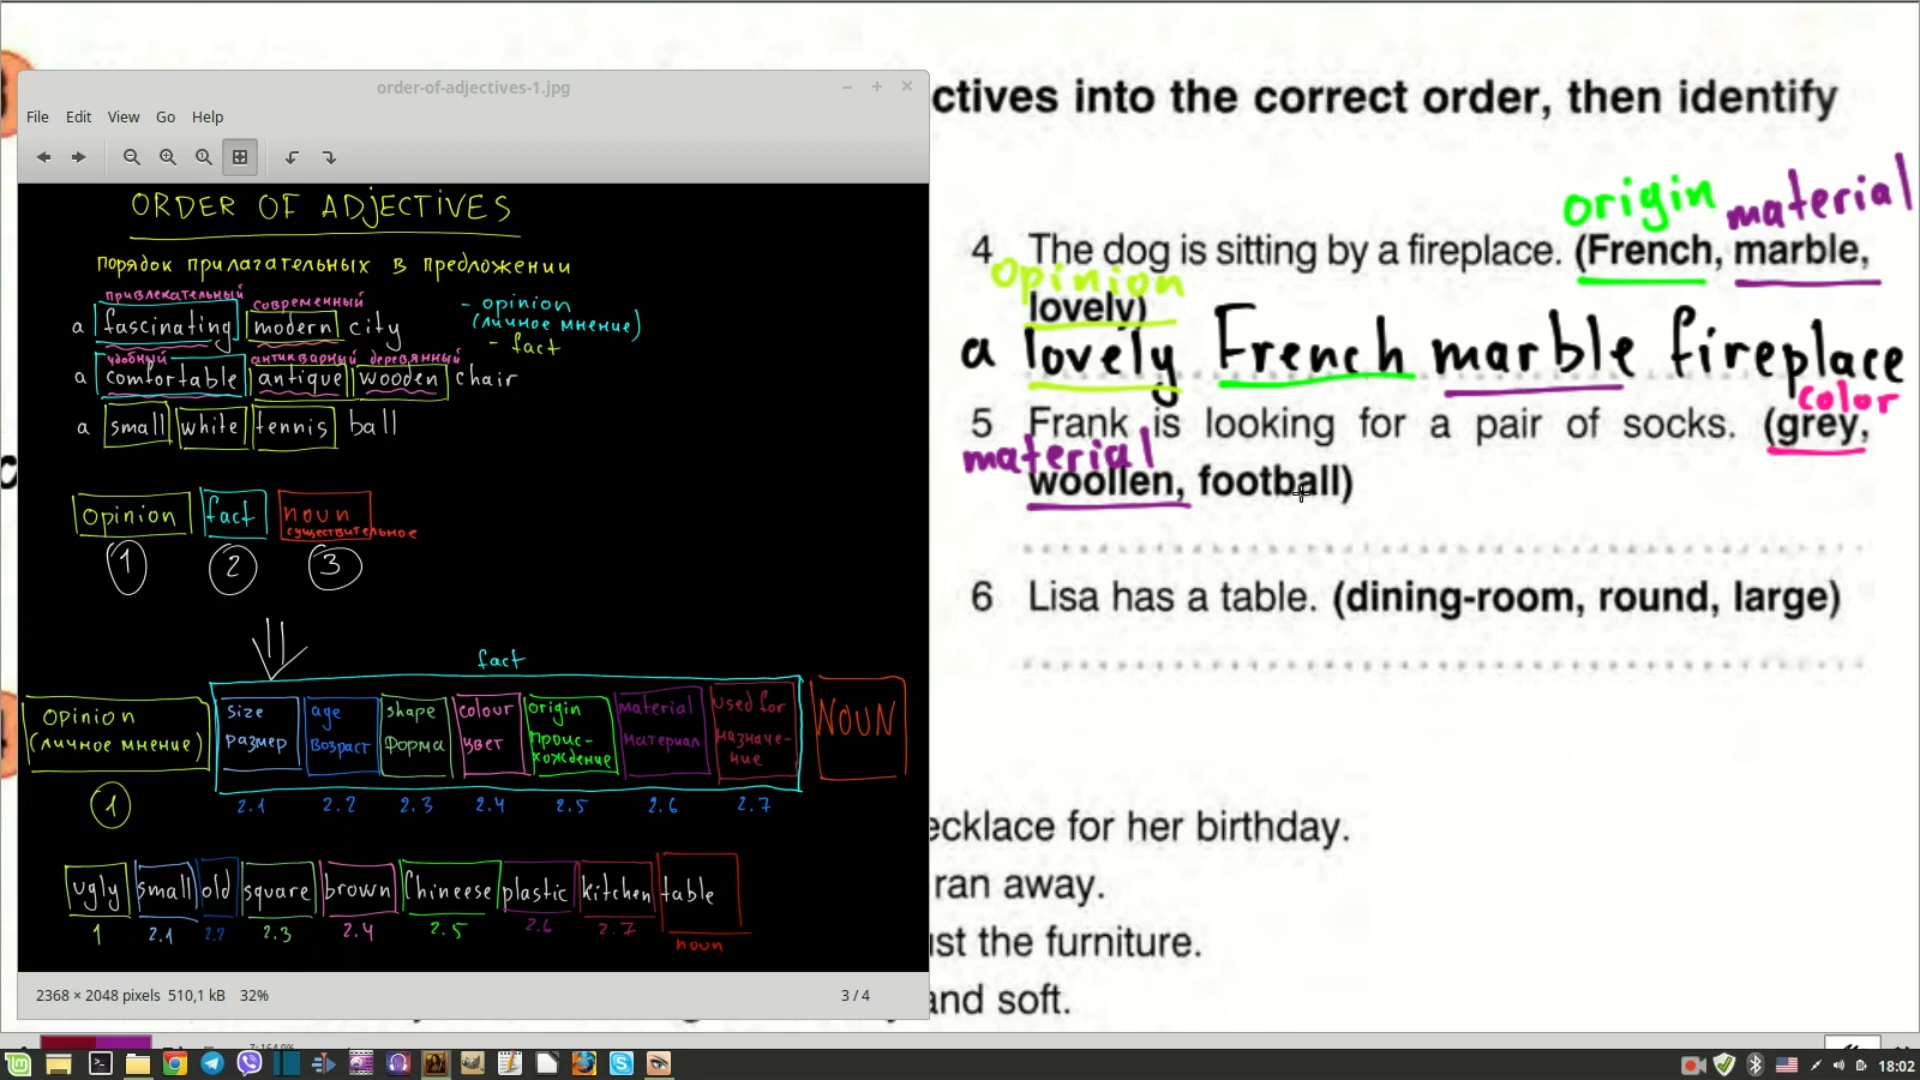 order-of-adjectives-1.jpg
File Edit View Go Help
ORDER OF ADJECTIVES
порядок прилагательных в предложении
привлекательный современный
a fascinating modern city
- opinion
(личное мнение)
- fact
удобный антикварный деревянный
a comfortable antique wooden chair
a small white tennis ball
opinion fact noun
существительное
1 2 3
fact
opinion
(личное мнение)
size
размер
age
возраст
shape
форма
colour
цвет
origin
проис-
хождение
material
материал
used for
назначе-
ние
NOUN
1 2.1 2.2 2.3 2.4 2.5 2.6 2.7
ugly small old square brown Chineese plastic kitchen table
1 2.1 2.2 2.3 2.4 2.5 2.6 2.7 noun
2368 × 2048 pixels 510,1 kB 32% 3 / 4
ctives into the correct order, then identify
origin material
4 The dog is sitting by a fireplace. (French, marble,
opinion
lovely)
a lovely French marble fireplace
color
5 Frank is looking for a pair of socks. (grey,
material
woollen, football)
6 Lisa has a table. (dining-room, round, large)
ecklace for her birthday.
ran away.
ust the furniture.
and soft.
18:02